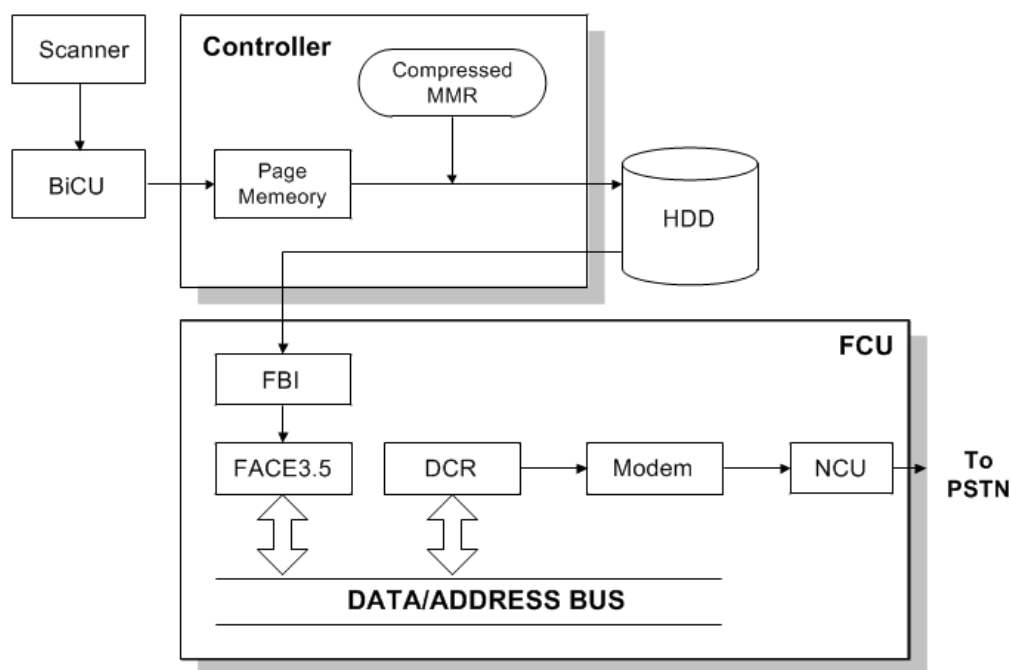 Scanner
Controller
Compressed
MMR
BiCU
Page
Memeory
HDD
FCU
FBI
FACE3.5
DCR
Modem
NCU
To
PSTN
DATA/ADDRESS BUS